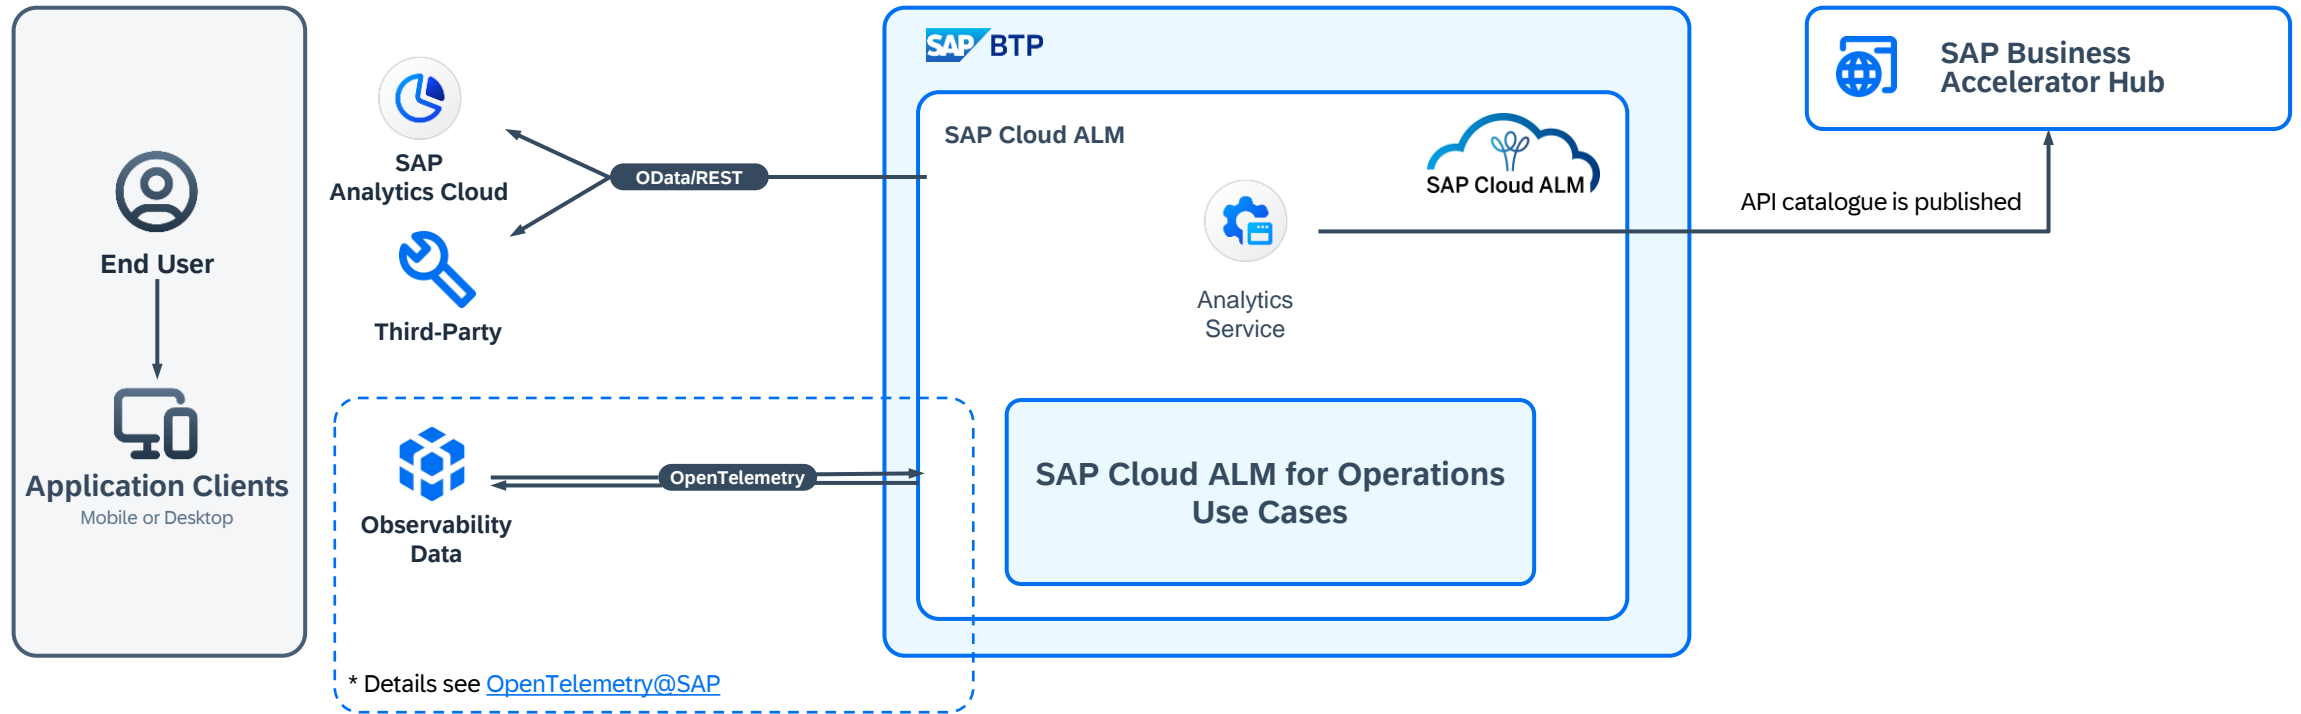 End User
Application Clients
Mobile or Desktop
SAP
Analytics Cloud
Third-Party
OData/REST
Observability
Data
OpenTelemetry
* Details see OpenTelemetry@SAP
SAP BTP
SAP Cloud ALM
SAP Cloud ALM
Analytics
Service
SAP Cloud ALM for Operations
Use Cases
API catalogue is published
SAP Business
Accelerator Hub